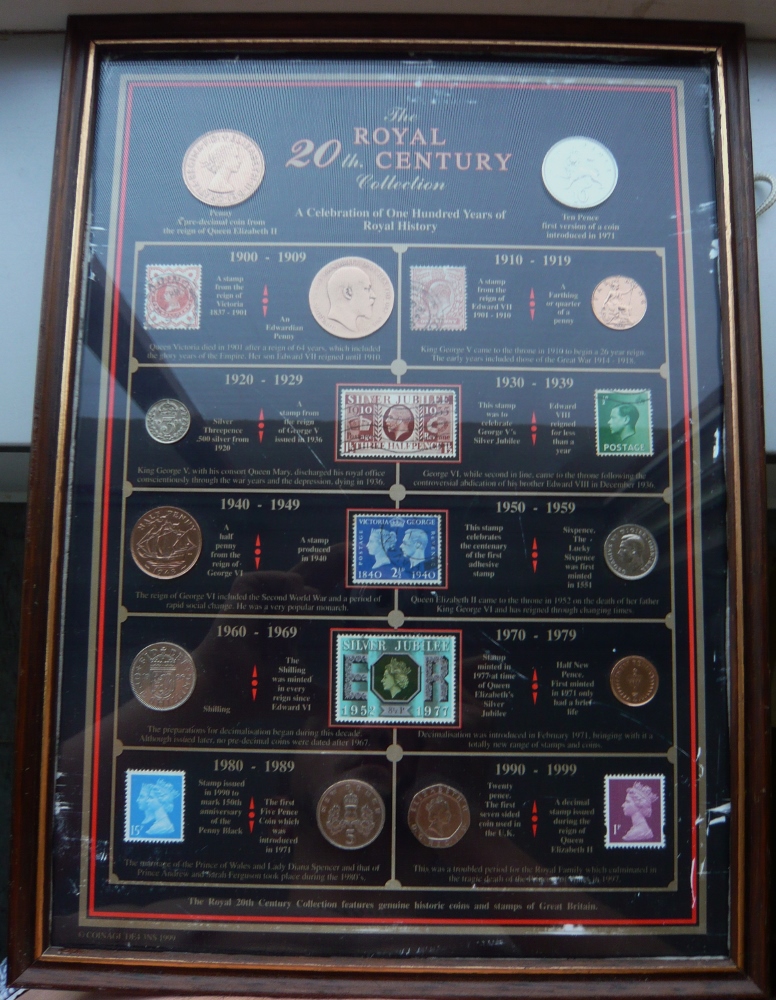 The
ROYAL
20th. CENTURY
Collection
A Celebration of One Hundred Years of
Royal History
Penny
A pre-decimal coin from
the reign of Queen Elizabeth II
Ten Pence
first version of a coin
introduced in 1971
1900 - 1909
A stamp
from the
reign of
Victoria
1837 - 1901
An
Edwardian
Penny
Queen Victoria died in 1901 after a reign of 64 years, which included
the glory years of the Empire. Her son Edward VII reigned until 1910.
1910 - 1919
A stamp
from the
reign of
Edward VII
1901 - 1910
A
Farthing
or quarter
of a
penny
King George V came to the throne in 1910 to begin a 26 year reign.
The early years included those of the Great War 1914 - 1918.
1920 - 1929
Silver
Threepence
.500 silver from
1920
A
stamp from
the reign
of George V
issued in 1936
King George V, with his consort Queen Mary, discharged his royal office
conscientiously through the war years and the depression, dying in 1936.
SILVER JUBILEE
1910 1935
THREE HALFPENCE
1930 - 1939
This stamp
was to
celebrate
George V's
Silver Jubilee
Edward
VIII
reigned
for less
than a
year
POSTAGE
George VI, while second in line, came to the throne following the
controversial abdication of his brother Edward VIII in December 1936.
1940 - 1949
HALF PENNY
A
half
penny
from the
reign of
George VI
A stamp
produced
in 1940
The reign of George VI included the Second World War and a period of
rapid social change. He was a very popular monarch.
VICTORIA GEORGE
POSTAGE
REVENUE
1840 2½d 1940
1950 - 1959
This stamp
celebrates
the centenary
of the first
adhesive
stamp
Sixpence.
The
Lucky
Sixpence
was first
minted in
1551
Queen Elizabeth II came to the throne in 1952 on the death of her father
King George VI and has reigned through changing times.
1960 - 1969
Shilling
The
Shilling
was minted
in every
reign since
Edward VI
The preparations for decimalisation began during this decade.
Although issued later, no pre-decimal coins were dated after 1967.
SILVER JUBILEE
E R
1952 1977
1970 - 1979
Stamp
minted in
1977 at time
of Queen
Elizabeth's
Silver
Jubilee
Half New
Pence.
First minted
in 1971 only
had a brief
life
Decimalisation was introduced in February 1971, bringing with it a
totally new range of stamps and coins.
1980 - 1989
15P
Stamp issued
in 1990 to
mark 150th
anniversary
of the
Penny Black
The first
Five Pence
Coin which
was
introduced
in 1971
5
The marriage of the Prince of Wales and Lady Diana Spencer and that of
Prince Andrew and Sarah Ferguson took place during the 1980's.
1990 - 1999
Twenty
pence.
The first
seven sided
coin used in
the U.K.
A decimal
stamp issued
during the
reign of
Queen
Elizabeth II
1P
This was a troubled period for the Royal Family which culminated in
the tragic death of the Princess of Wales in 1997.
The Royal 20th Century Collection features genuine historic coins and stamps of Great Britain.
© COINAGE DESIGNS 1999